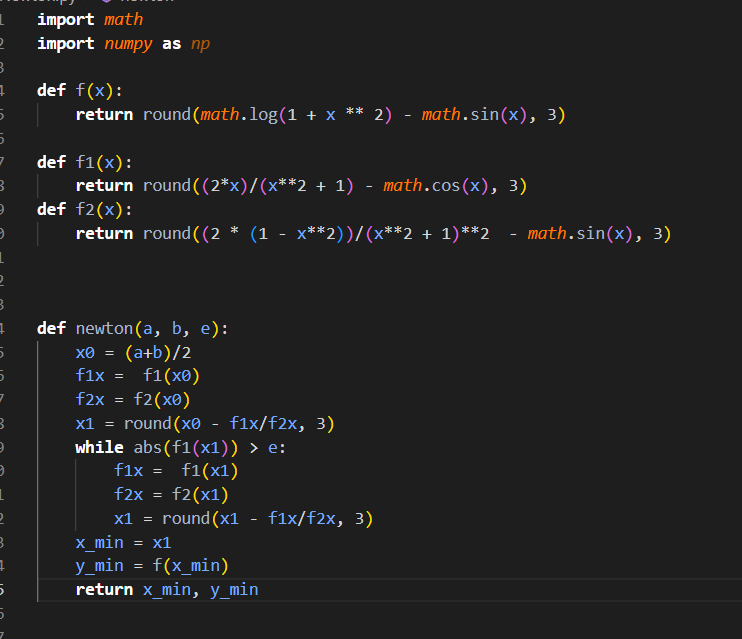 import math
import numpy as np
def f(x):
    return round(math.log(1 + x ** 2) - math.sin(x), 3)
def f1(x):
    return round((2*x)/(x**2 + 1) - math.cos(x), 3)
def f2(x):
    return round((2 * (1 - x**2))/(x**2 + 1)**2  - math.sin(x), 3)
def newton(a, b, e):
    x0 = (a+b)/2
    f1x =  f1(x0)
    f2x = f2(x0)
    x1 = round(x0 - f1x/f2x, 3)
    while abs(f1(x1)) > e:
        f1x =  f1(x1)
        f2x = f2(x1)
        x1 = round(x1 - f1x/f2x, 3)
    x_min = x1
    y_min = f(x_min)
    return x_min, y_min